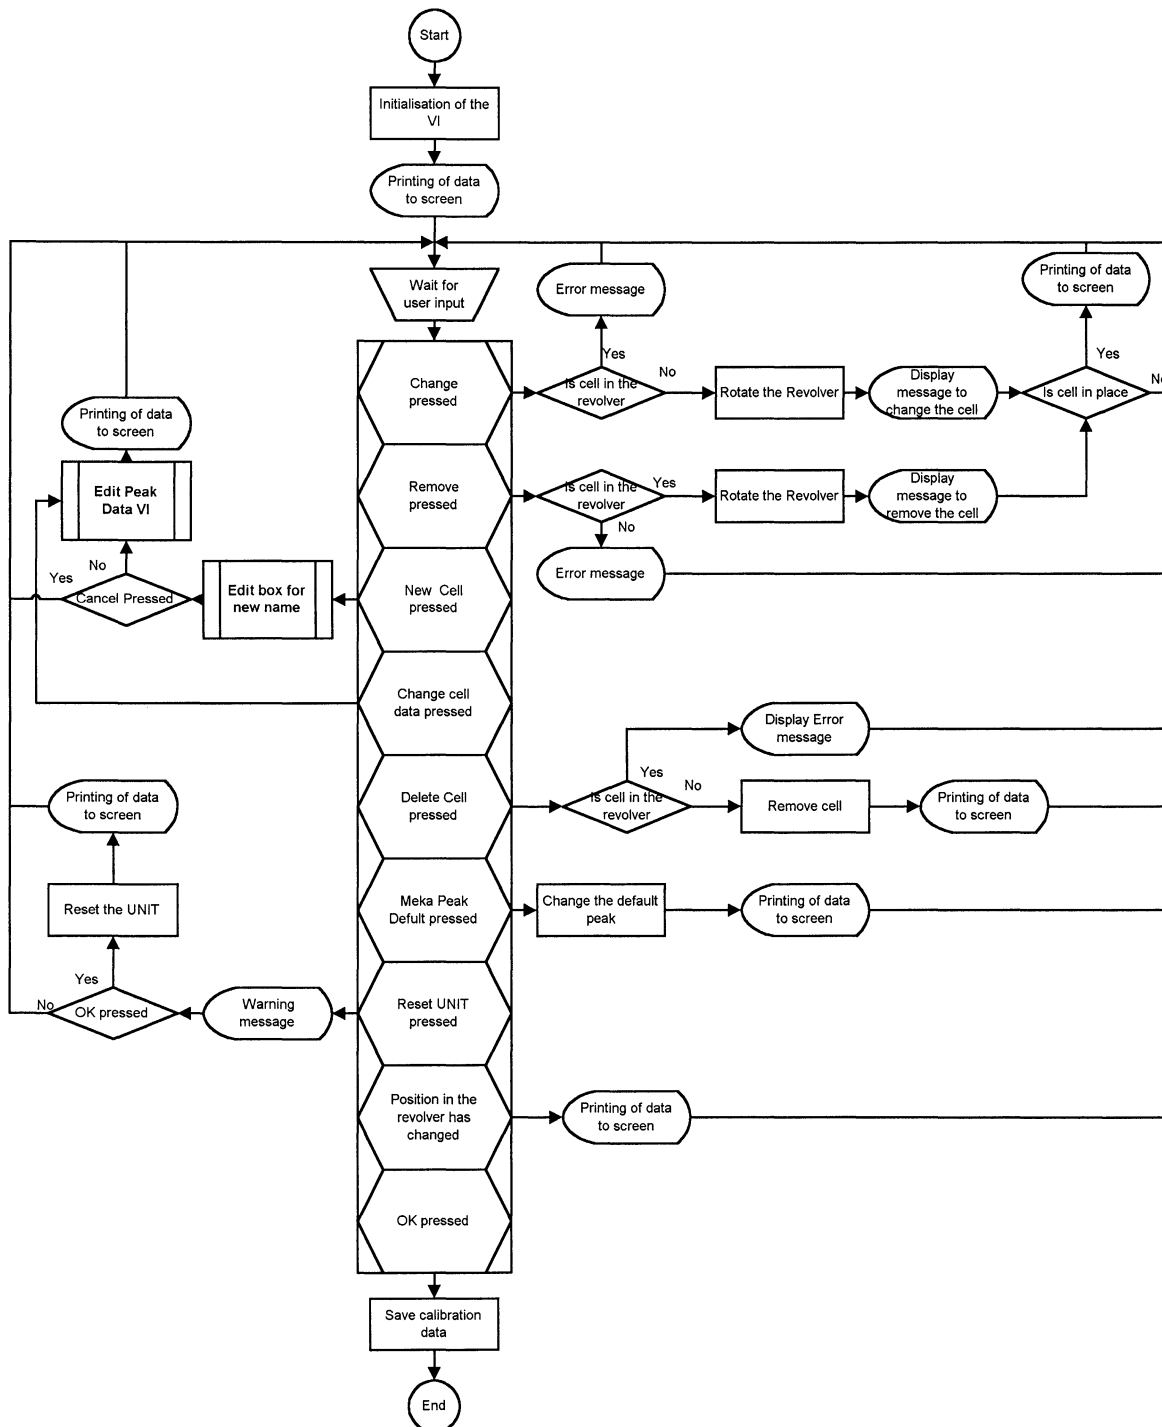 Start
Initialisation of the
VI
Printing of data
to screen
Wait for
user input
Error message
Printing of data
to screen
Yes
Yes
Change
pressed
Is cell in the
revolver
No
Rotate the Revolver
Display
message to
change the cell
Is cell in place
No
Printing of data
to screen
Edit Peak
Data VI
Remove
pressed
Is cell in the
revolver
Yes
Rotate the Revolver
Display
message to
remove the cell
No
Error message
No
Yes
Cancel Pressed
Edit box for
new name
New Cell
pressed
Change cell
data pressed
Display Error
message
Yes
No
Printing of data
to screen
Delete Cell
pressed
Is cell in the
revolver
Remove cell
Printing of data
to screen
Reset the UNIT
Meka Peak
Defult pressed
Change the default
peak
Printing of data
to screen
Yes
No
OK pressed
Warning
message
Reset UNIT
pressed
Position in the
revolver has
changed
Printing of data
to screen
OK pressed
Save calibration
data
End